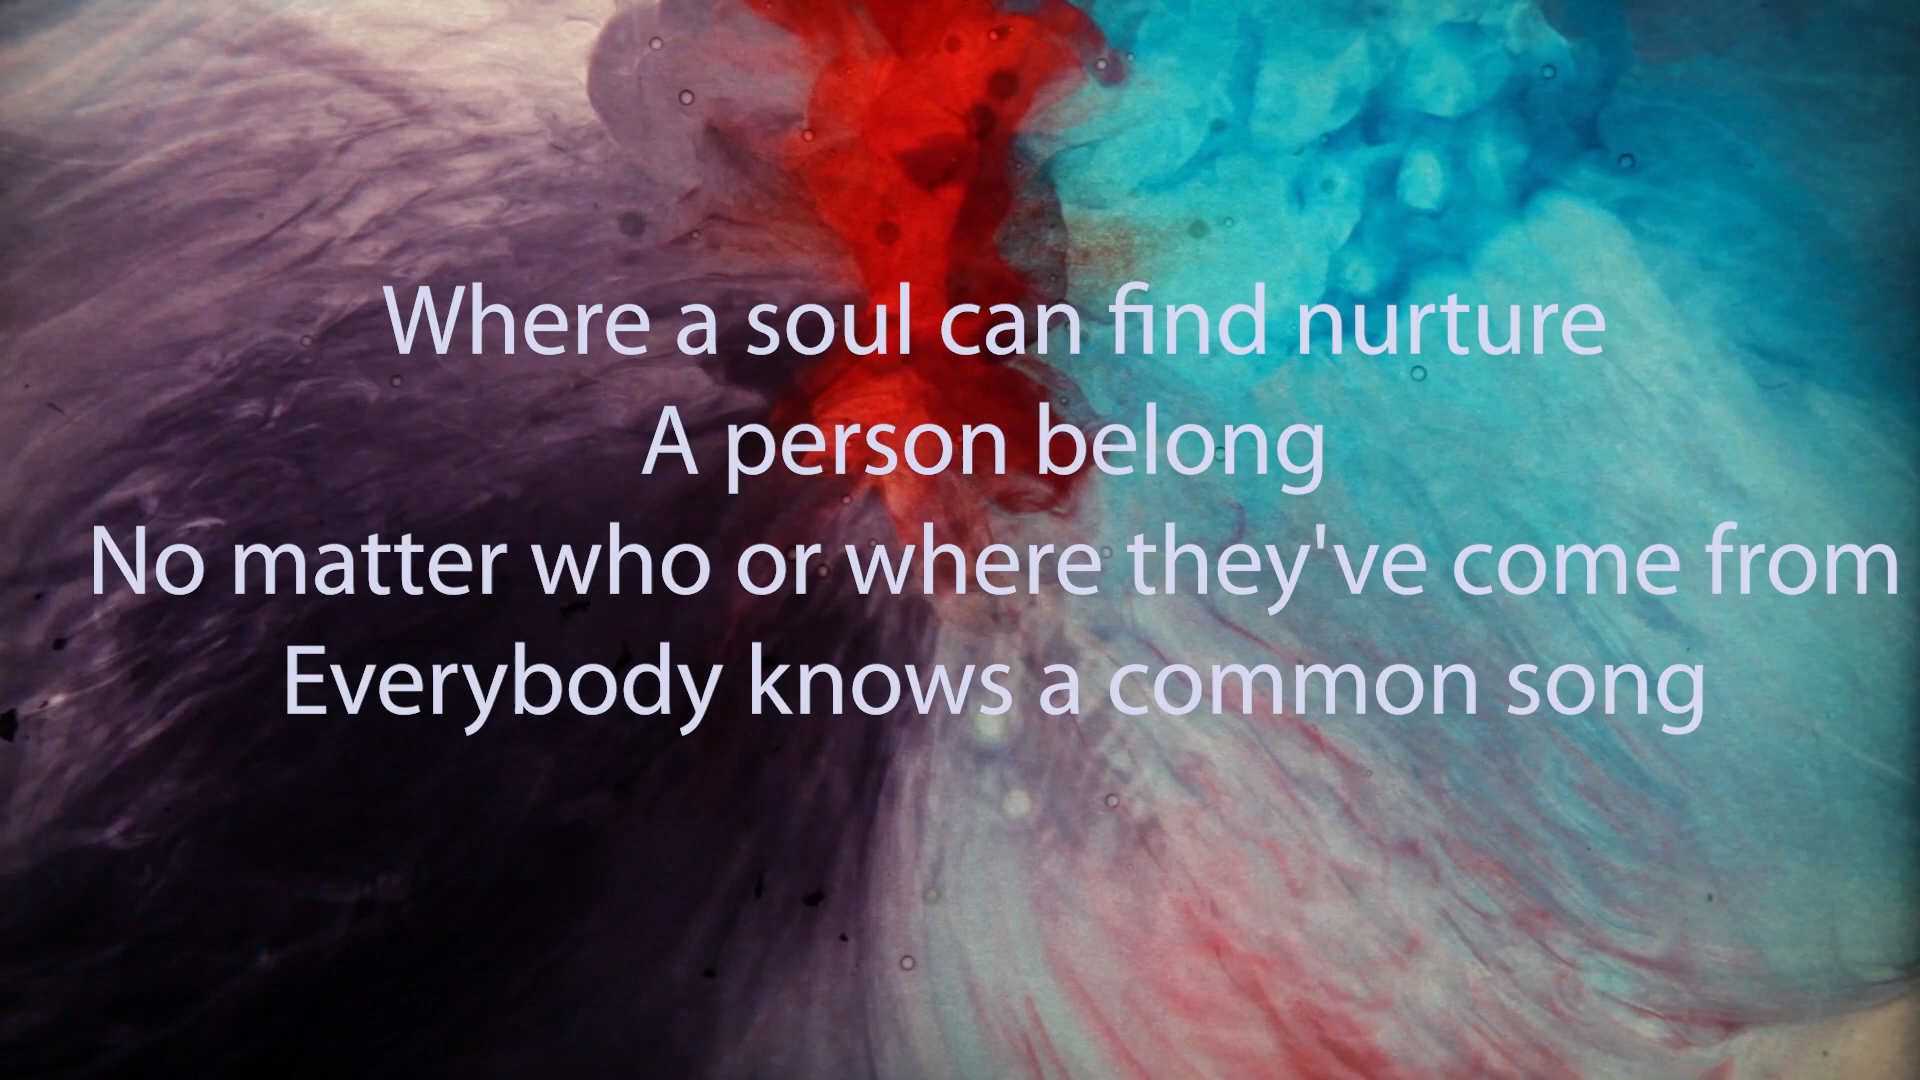 Where a soul can find nurture
A person belong
No matter who or where they've come from
Everybody knows a common song